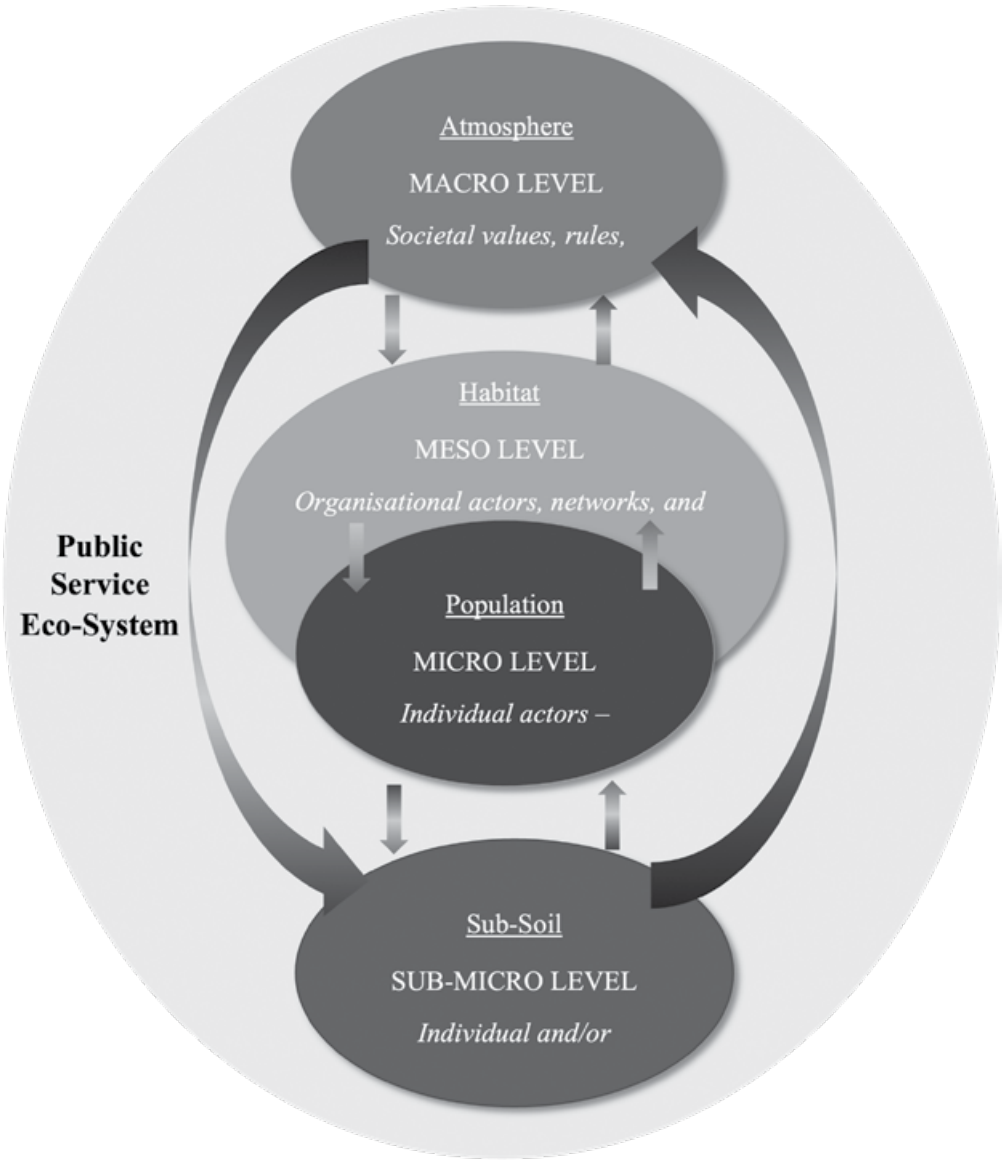 Atmosphere
MACRO LEVEL
Societal values, rules,
Habitat
MESO LEVEL
Organisational actors, networks, and
Public
Service
Eco-System
Population
MICRO LEVEL
Individual actors –
Sub-Soil
SUB-MICRO LEVEL
Individual and/or